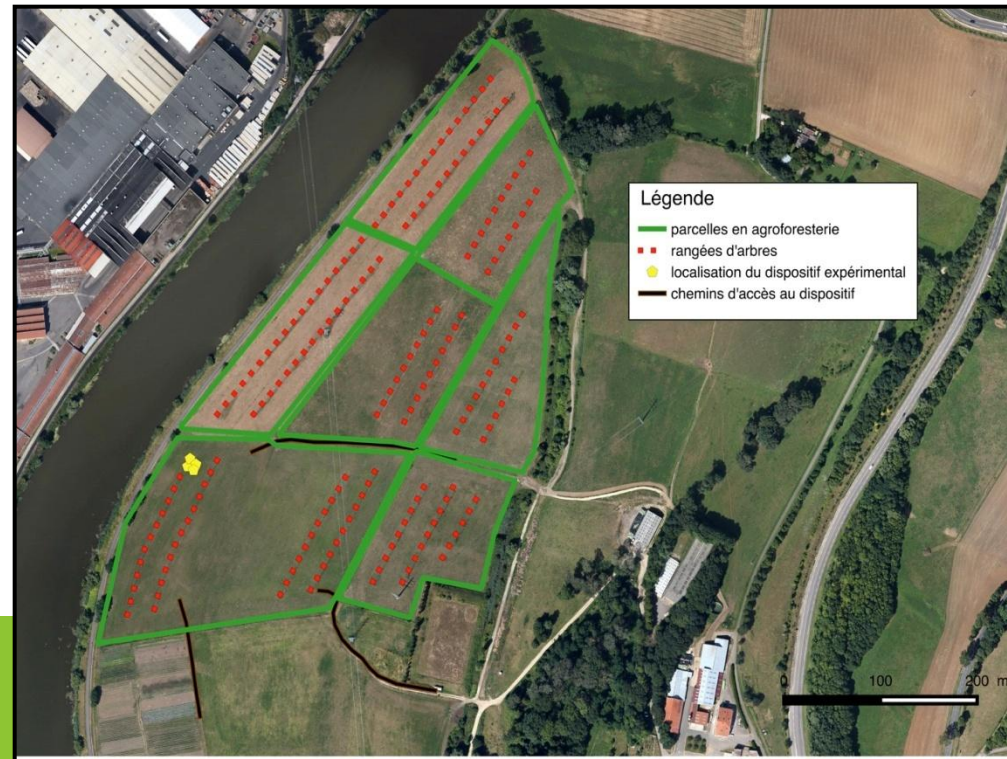 Légende
parcelles en agroforesterie
rangées d'arbres
localisation du dispositif expérimental
chemins d'accès au dispositif
0 100 200 m